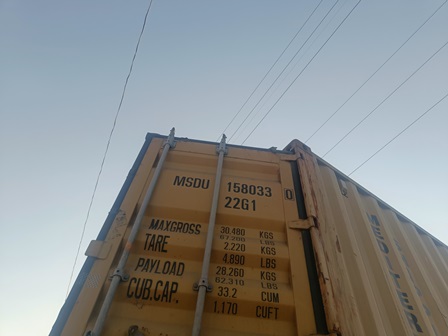 MSDU 158033 0
22G1
MAXGROSS 30.480 KGS
67.200 LBS
TARE 2.220 KGS
4.890 LBS
PAYLOAD 28.260 KGS
62.310 LBS
CUB.CAP. 33.2 CUM
1.170 CUFT